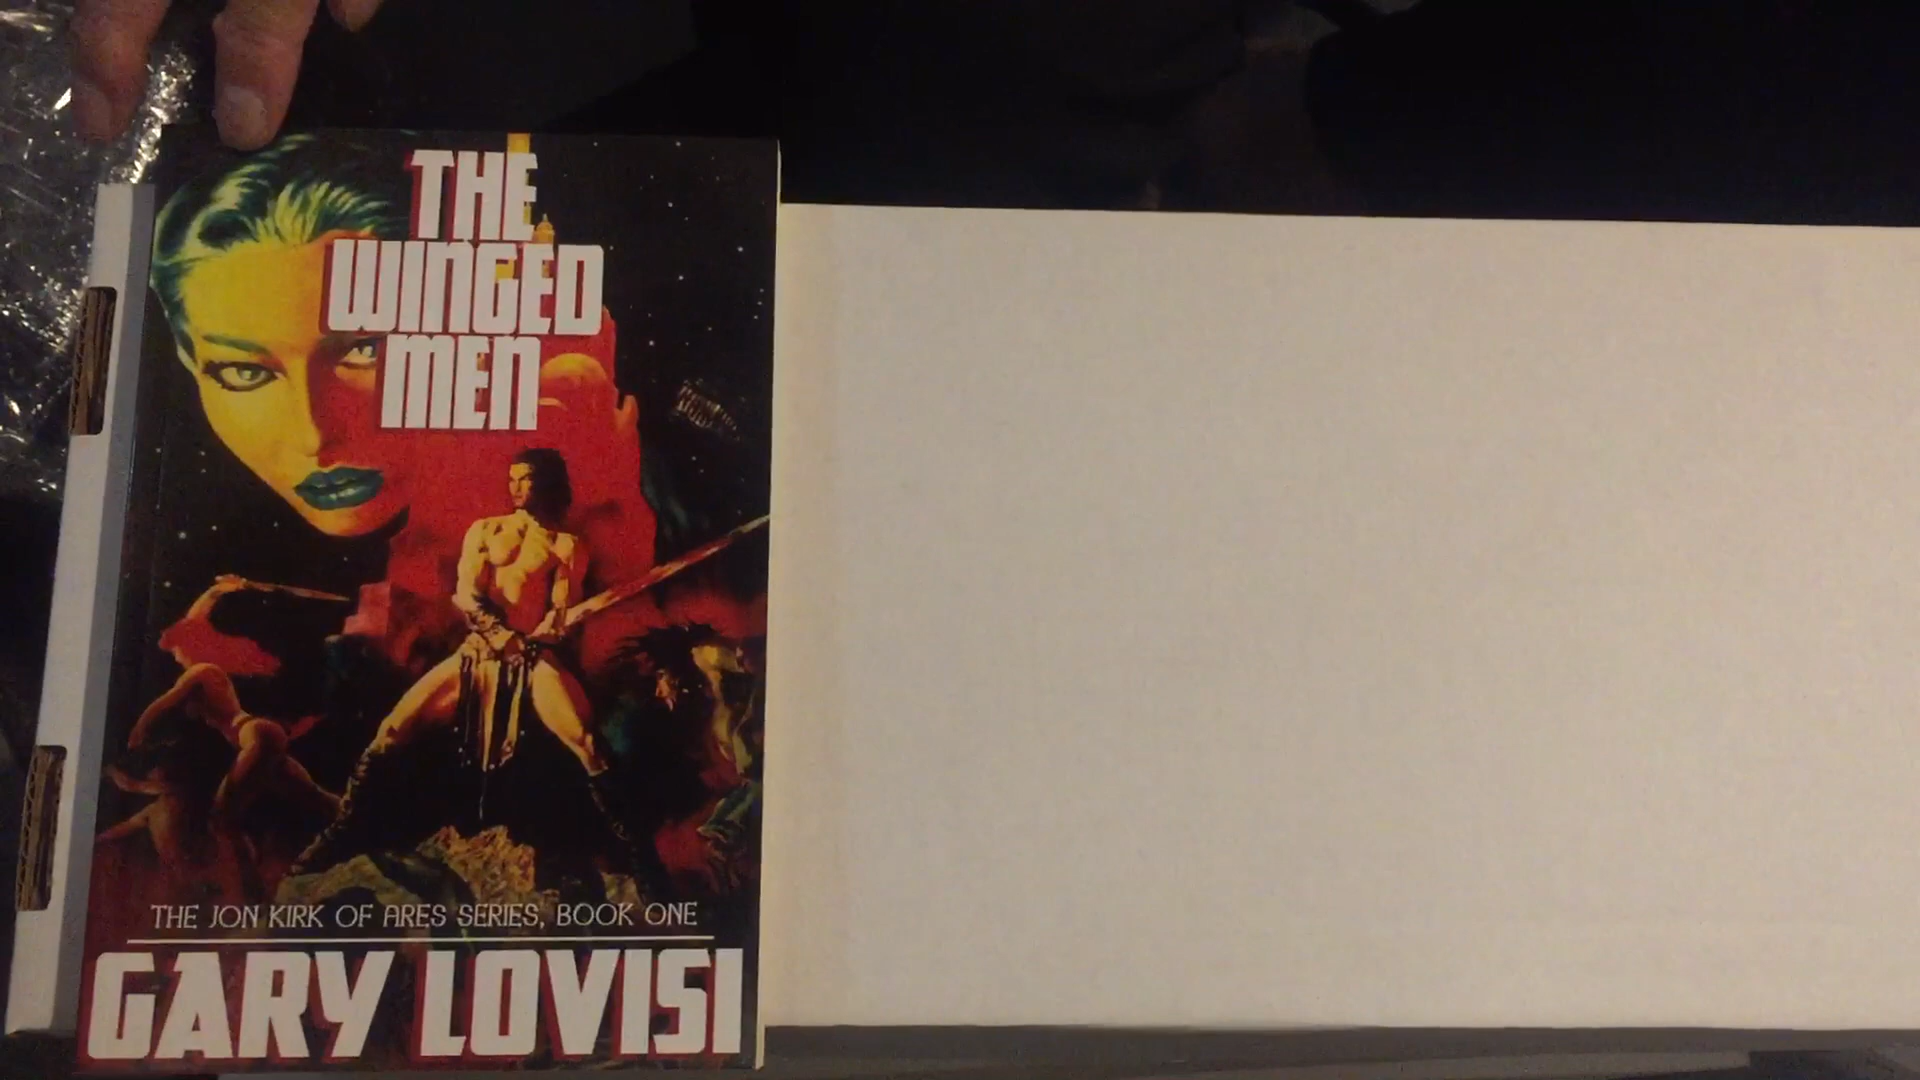 THE
WINGED
MEN
THE JON KIRK OF ARES SERIES, BOOK ONE
GARY LOVISI